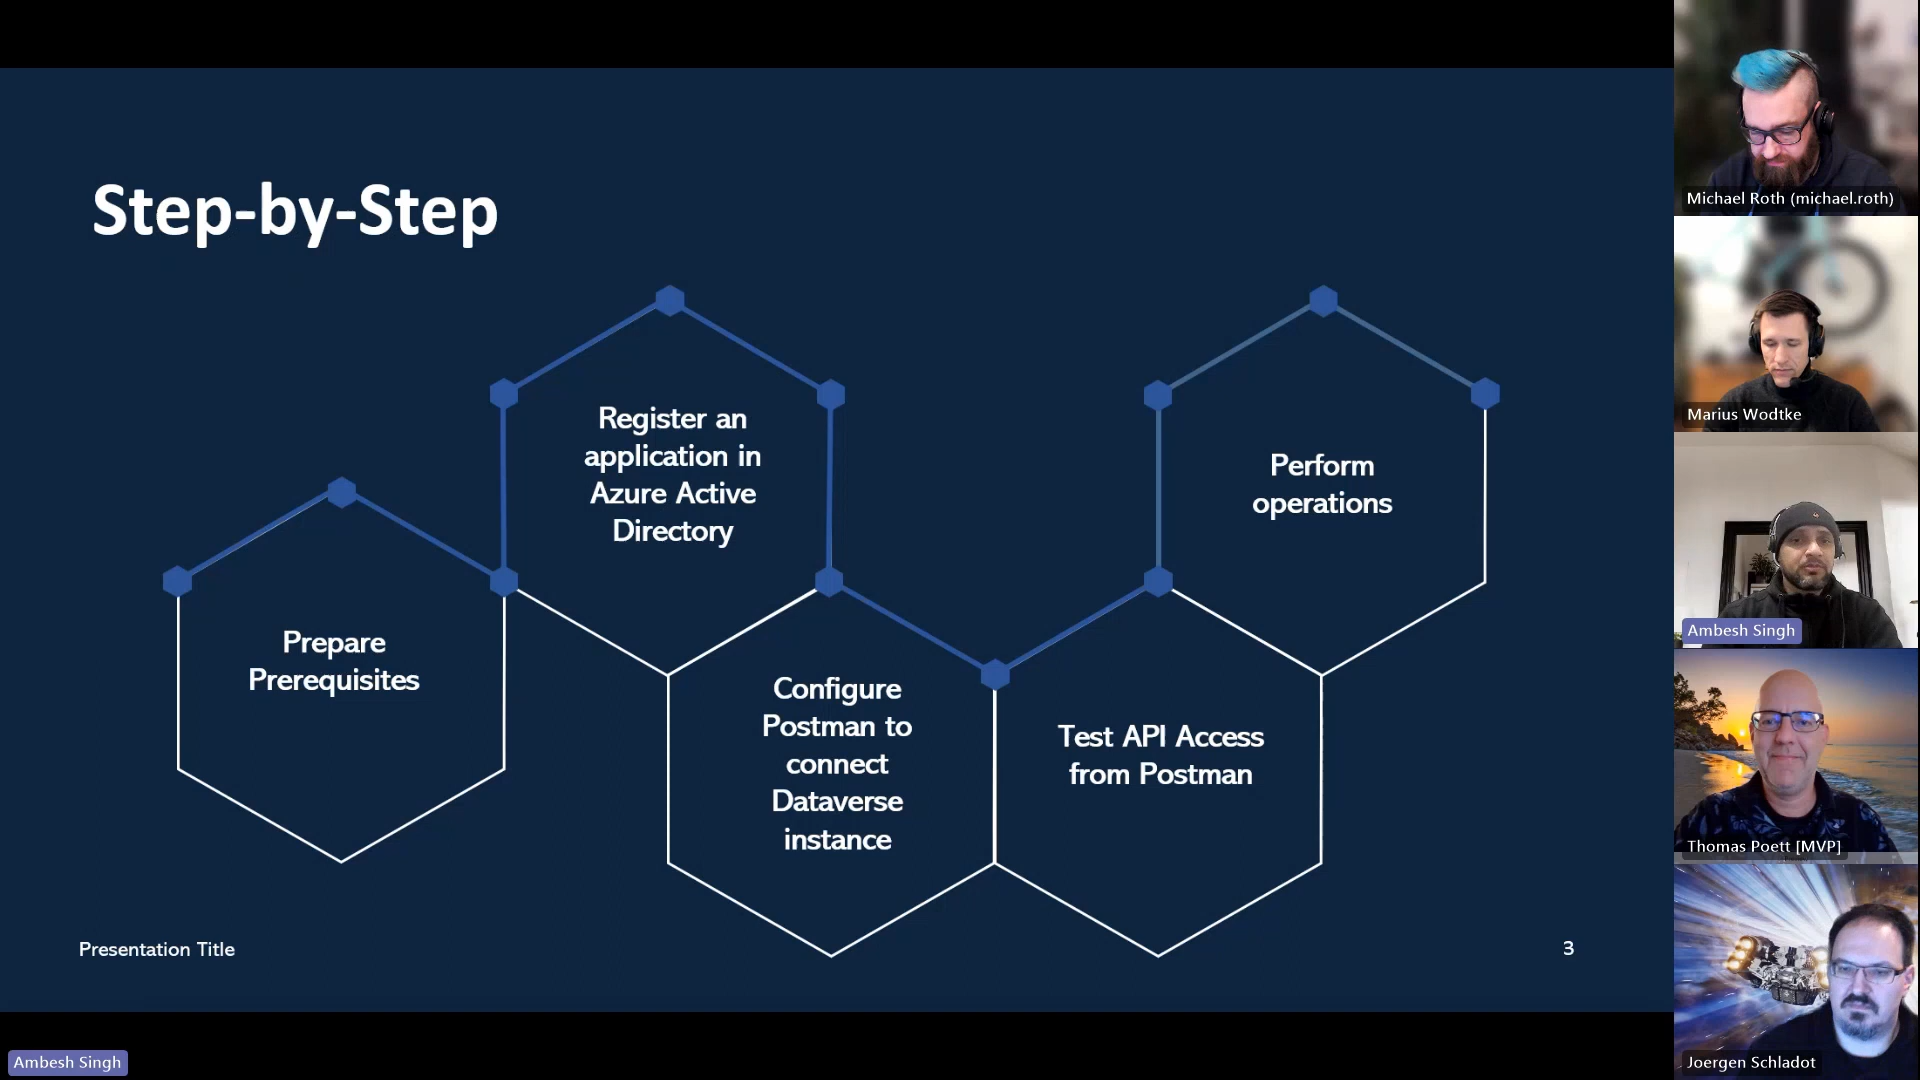 Step-by-Step
Prepare
Prerequisites
Register an
application in
Azure Active
Directory
Configure
Postman to
connect
Dataverse
instance
Test API Access
from Postman
Perform
operations
Presentation Title
3
Ambesh Singh
Michael Roth (michael.roth)
Marius Wodtke
Ambesh Singh
Thomas Poett [MVP]
Joergen Schladot